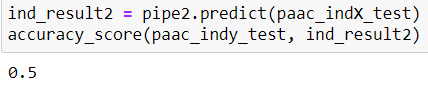 ind_result2 = pipe2.predict(paac_indX_test)
accuracy_score(paac_indy_test, ind_result2)
0.5